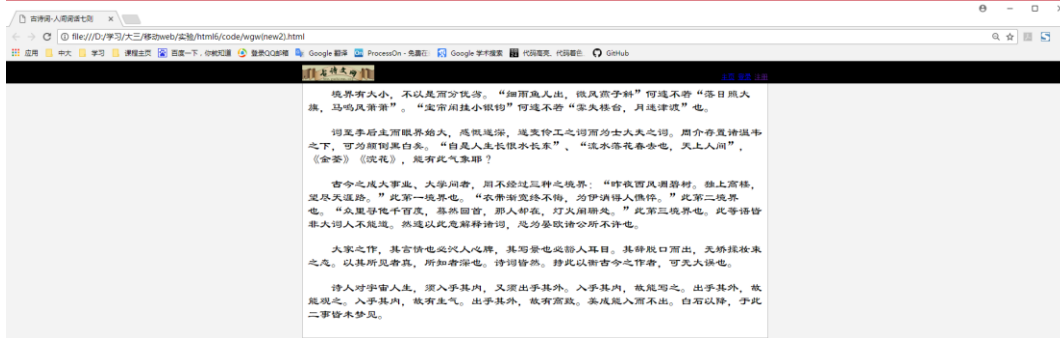 古诗阅-人间词话七则
file:///D:/学习/大三/移动web/实验/html6/code/wgw(new2).html
应用 中大 学习 课程主页 百度一下，你就知道 登录QQ邮箱 Google 翻译 ProcessOn - 免费在 Google 学术搜索 代码高亮、代码着色 GitHub
注册
境界有大小，不以是而分优劣。“细雨鱼儿出，微风燕子斜”何遽不若“落日照大
旗，马鸣风萧萧”。“宝帘闲挂小银钩”何遽不若“雾失楼台，月迷津渡”也。
词至李后主而眼界始大，感慨遂深，遂变伶工之词而为士大夫之词。周介存置诸温韦
之下，可为颠倒黑白矣。“自是人生长恨水长东”、“流水落花春去也，天上人间”，
《金荃》《浣花》，能有此气象耶？
古今之成大事业、大学问者，罔不经过三种之境界：“昨夜西风凋碧树。独上高楼，
望尽天涯路。”此第一境界也。“衣带渐宽终不悔，为伊消得人憔悴。”此第二境界
也。“众里寻他千百度，蓦然回首，那人却在，灯火阑珊处。”此第三境界也。此等语皆
非大词人不能道。然遽以此意解释诸词，恐为晏欧诸公所不许也。
大家之作，其言情也必沁人心脾，其写景也必豁人耳目。其辞脱口而出，无矫揉妆束
之态。以其所见者真，所知者深也。诗词皆然。持此以衡古今之作者，可无大误也。
诗人对宇宙人生，须入乎其内，又须出乎其外。入乎其内，故能写之。出乎其外，故
能观之。入乎其内，故有生气。出乎其外，故有高致。美成能入而不出。白石以降，于此
二事皆未梦见。